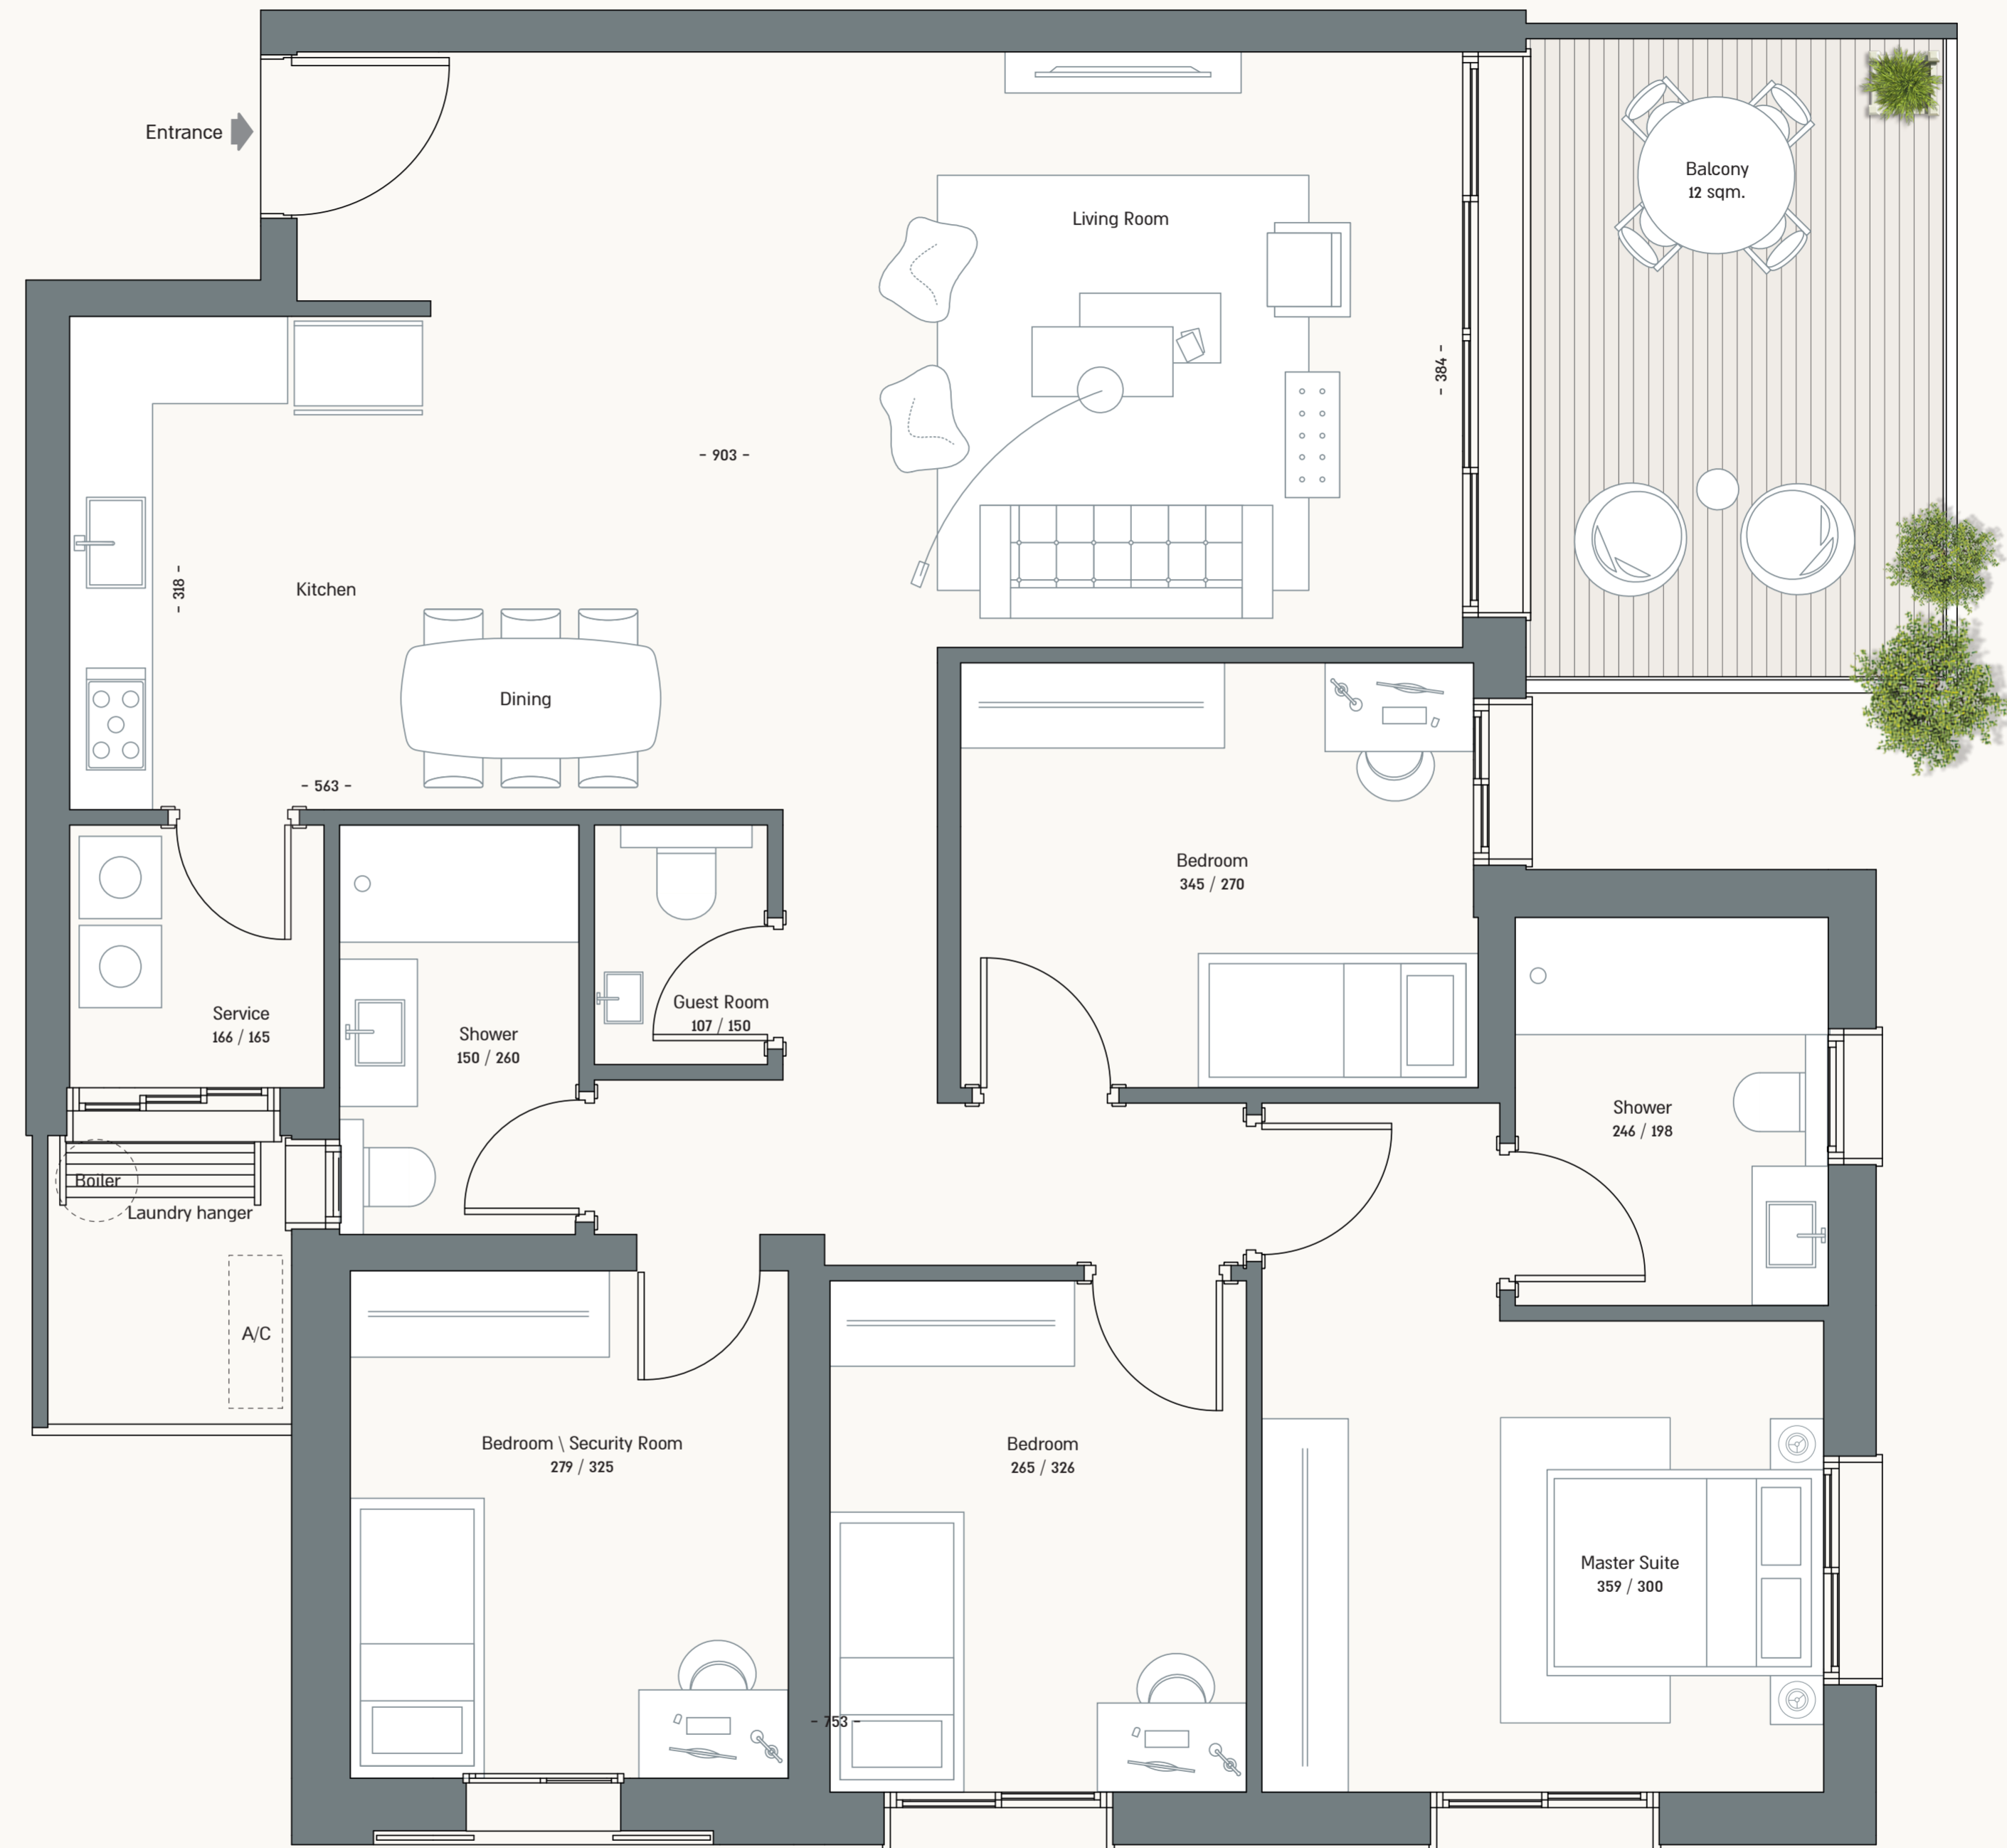 Entrance
Balcony
12 sqm.
Living Room
- 384 -
- 903 -
- 318 -
Kitchen
Dining
- 563 -
Bedroom
345 / 270
Guest Room
107 / 150
Service
166 / 165
Shower
150 / 260
Shower
246 / 198
Boiler
Laundry hanger
A/C
Bedroom \ Security Room
279 / 325
Bedroom
265 / 326
Master Suite
359 / 300
- 753 -